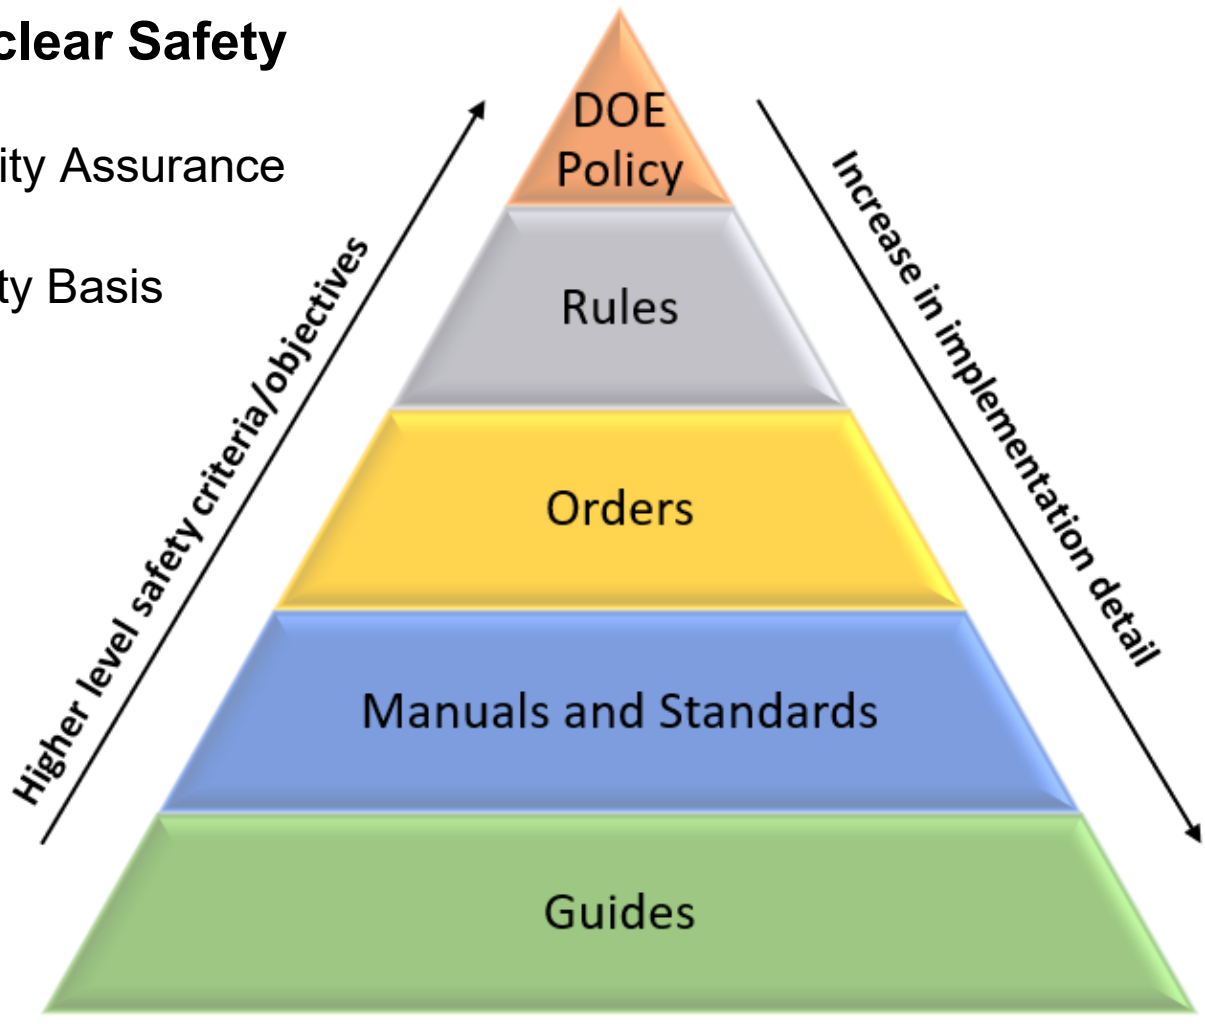 clear Safety
ity Assurance
ty Basis
Higher level safety criteria/objectives
DOE
Policy
Rules
Orders
Manuals and Standards
Guides
Increase in implementation detail